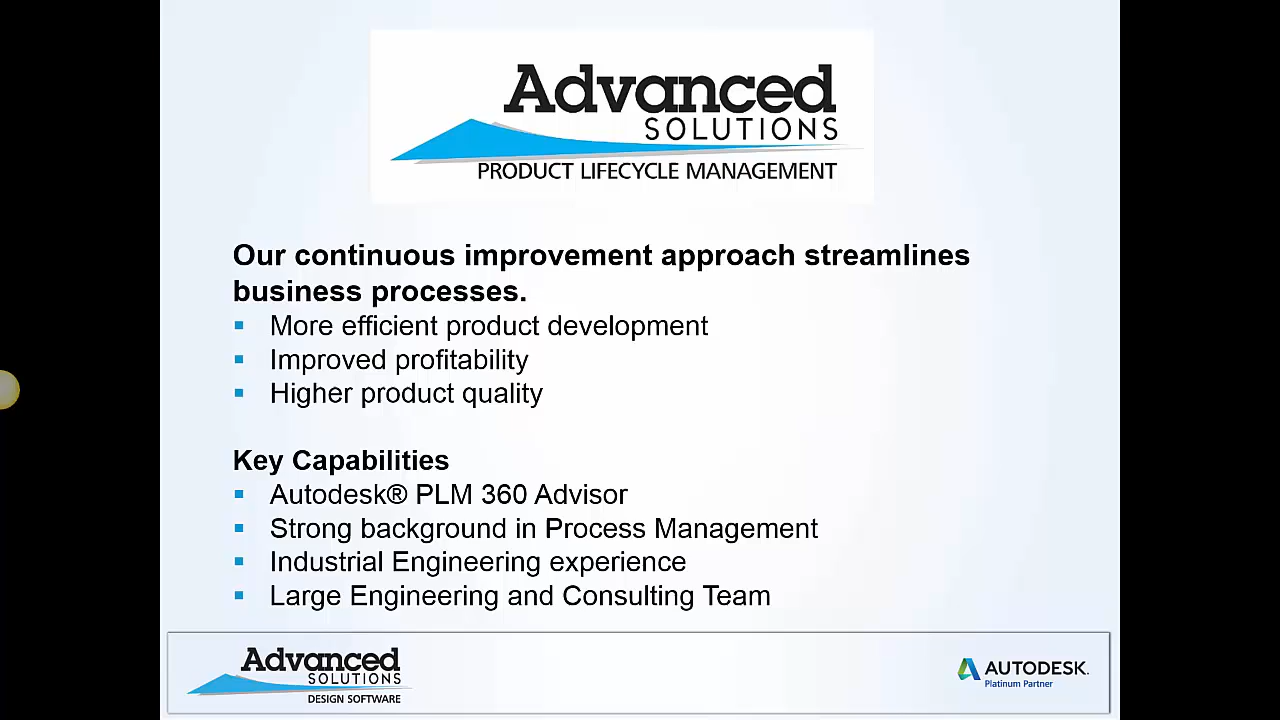 Advanced
SOLUTIONS
PRODUCT LIFECYCLE MANAGEMENT
Our continuous improvement approach streamlines
business processes.
▪ More efficient product development
▪ Improved profitability
▪ Higher product quality
Key Capabilities
▪ Autodesk® PLM 360 Advisor
▪ Strong background in Process Management
▪ Industrial Engineering experience
▪ Large Engineering and Consulting Team
Advanced
SOLUTIONS
DESIGN SOFTWARE
AUTODESK.
Platinum Partner